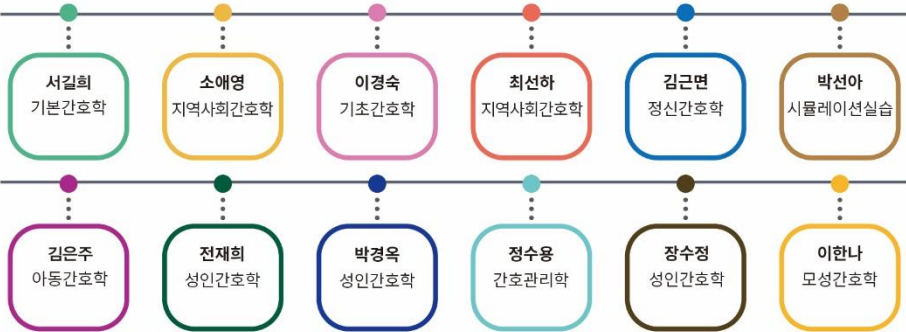 서길희
기본간호학
소애영
지역사회간호학
이경숙
기초간호학
최선하
지역사회간호학
김근면
정신간호학
박선아
시뮬레이션실습
김은주
아동간호학
전재희
성인간호학
박경옥
성인간호학
정수용
간호관리학
장수정
성인간호학
이한나
모성간호학